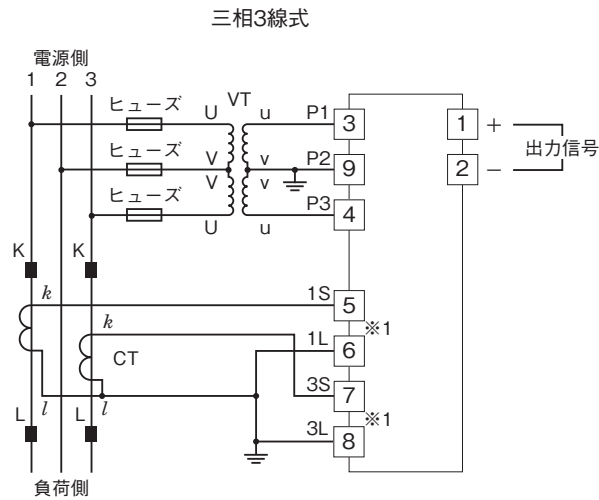 三相3線式
電源側
1 2 3
ヒューズ
VT
U u P1 3
1 +
ヒューズ
V v P2 9
2 −
出力信号
V v
ヒューズ
P3 4
U u
K K
k 1S 5
※1
k 1L 6
CT
3S 7
※1
L l L l
3L 8
負荷側